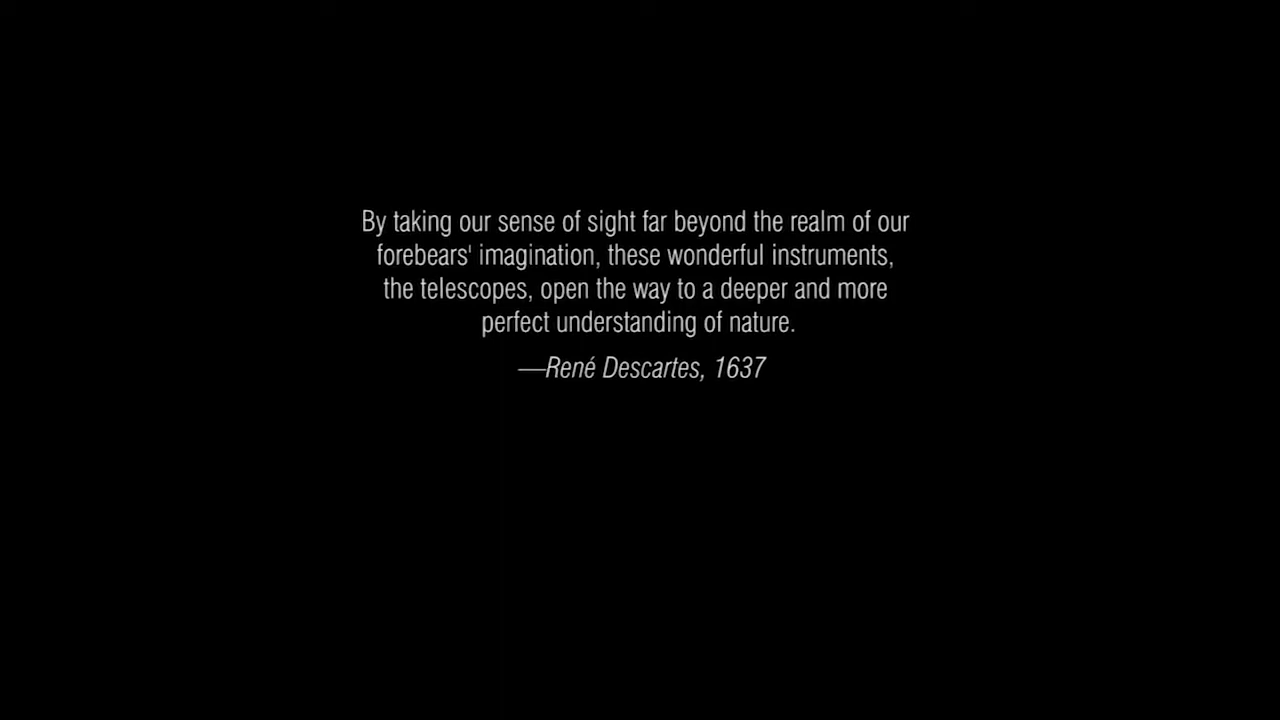 By taking our sense of sight far beyond the realm of our
forebears' imagination, these wonderful instruments,
the telescopes, open the way to a deeper and more
perfect understanding of nature.
—René Descartes, 1637